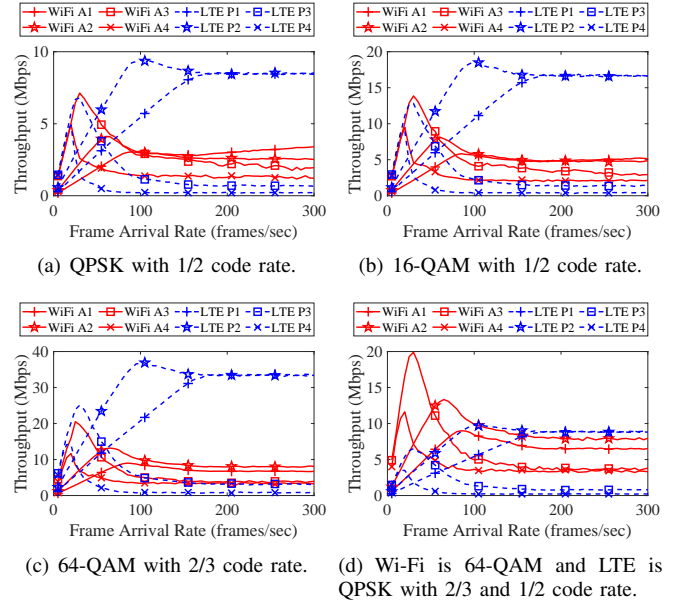 WiFi A1 WiFi A3 LTE P1 LTE P3
WiFi A2 WiFi A4 LTE P2 LTE P4
Throughput (Mbps)
10
5
0
0 100 200 300
Frame Arrival Rate (frames/sec)
(a) QPSK with 1/2 code rate.
WiFi A1 WiFi A3 LTE P1 LTE P3
WiFi A2 WiFi A4 LTE P2 LTE P4
Throughput (Mbps)
20
15
10
5
0
0 100 200 300
Frame Arrival Rate (frames/sec)
(b) 16-QAM with 1/2 code rate.
WiFi A1 WiFi A3 LTE P1 LTE P3
WiFi A2 WiFi A4 LTE P2 LTE P4
Throughput (Mbps)
40
30
20
10
0
0 100 200 300
Frame Arrival Rate (frames/sec)
(c) 64-QAM with 2/3 code rate.
WiFi A1 WiFi A3 LTE P1 LTE P3
WiFi A2 WiFi A4 LTE P2 LTE P4
Throughput (Mbps)
20
15
10
5
0
0 100 200 300
Frame Arrival Rate (frames/sec)
(d) Wi-Fi is 64-QAM and LTE is
QPSK with 2/3 and 1/2 code rate.